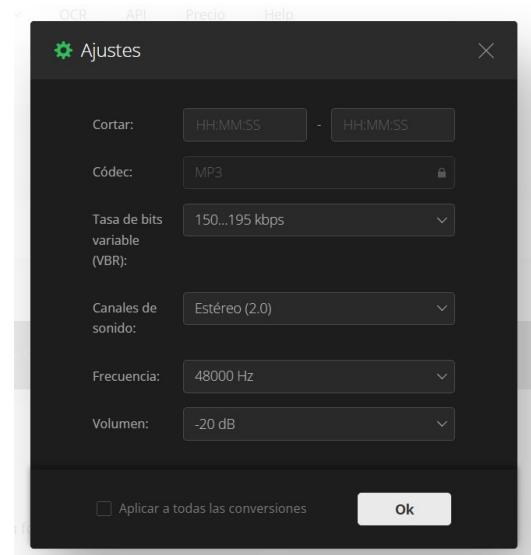 OCR API Precio Help
Ajustes
Cortar: HH:MM:SS - HH:MM:SS
Códec: MP3
Tasa de bits variable (VBR): 150...195 kbps
Canales de sonido: Estéreo (2.0)
Frecuencia: 48000 Hz
Volumen: -20 dB
Aplicar a todas las conversiones Ok